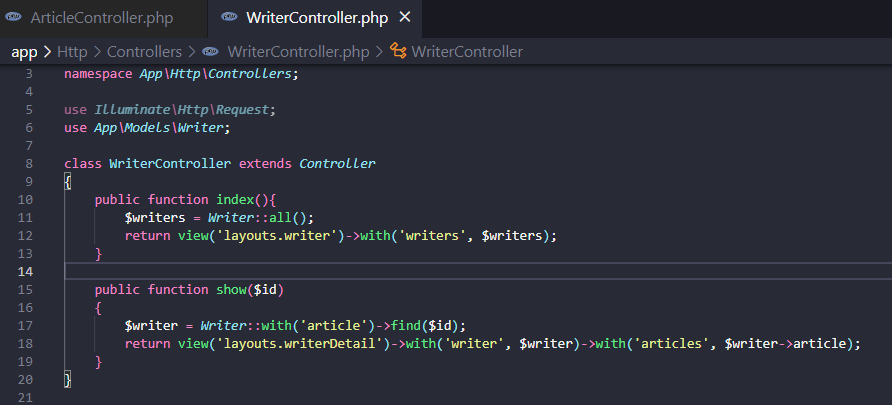 ArticleController.php
WriterController.php ×
app > Http > Controllers > WriterController.php > WriterController
3 namespace App\Http\Controllers;
4
5 use Illuminate\Http\Request;
6 use App\Models\Writer;
7
8 class WriterController extends Controller
9 {
10 public function index(){
11 $writers = Writer::all();
12 return view('layouts.writer')->with('writers', $writers);
13 }
14
15 public function show($id)
16 {
17 $writer = Writer::with('article')->find($id);
18 return view('layouts.writerDetail')->with('writer', $writer)->with('articles', $writer->article);
19 }
20 }
21